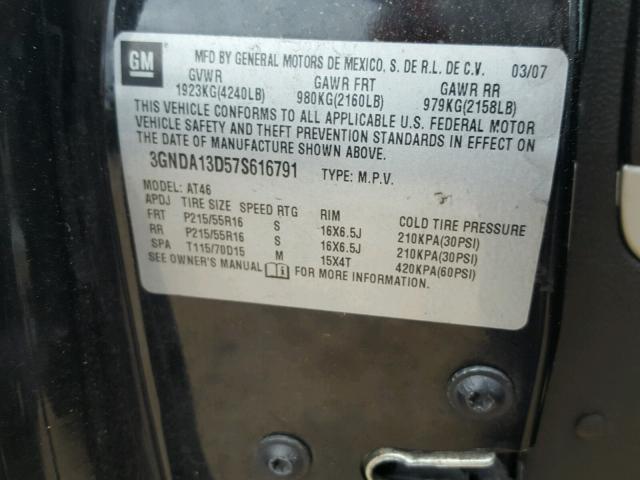 GM
MFD BY GENERAL MOTORS DE MEXICO, S. DE R.L. DE C.V. 03/07
GVWR GAWR FRT GAWR RR
1923KG(4240LB) 980KG(2160LB) 979KG(2158LB)
THIS VEHICLE CONFORMS TO ALL APPLICABLE U.S. FEDERAL MOTOR
VEHICLE SAFETY AND THEFT PREVENTION STANDARDS IN EFFECT ON
THE DATE OF MANUFACTURE SHOWN ABOVE.
3GNDA13D57S616791 TYPE: M.P.V.
MODEL: AT46
APDJ TIRE SIZE SPEED RTG RIM COLD TIRE PRESSURE
FRT P215/55R16 S 16X6.5J 210KPA(30PSI)
RR P215/55R16 S 16X6.5J 210KPA(30PSI)
SPA T115/70D15 M 15X4T 420KPA(60PSI)
SEE OWNER'S MANUAL FOR MORE INFORMATION.